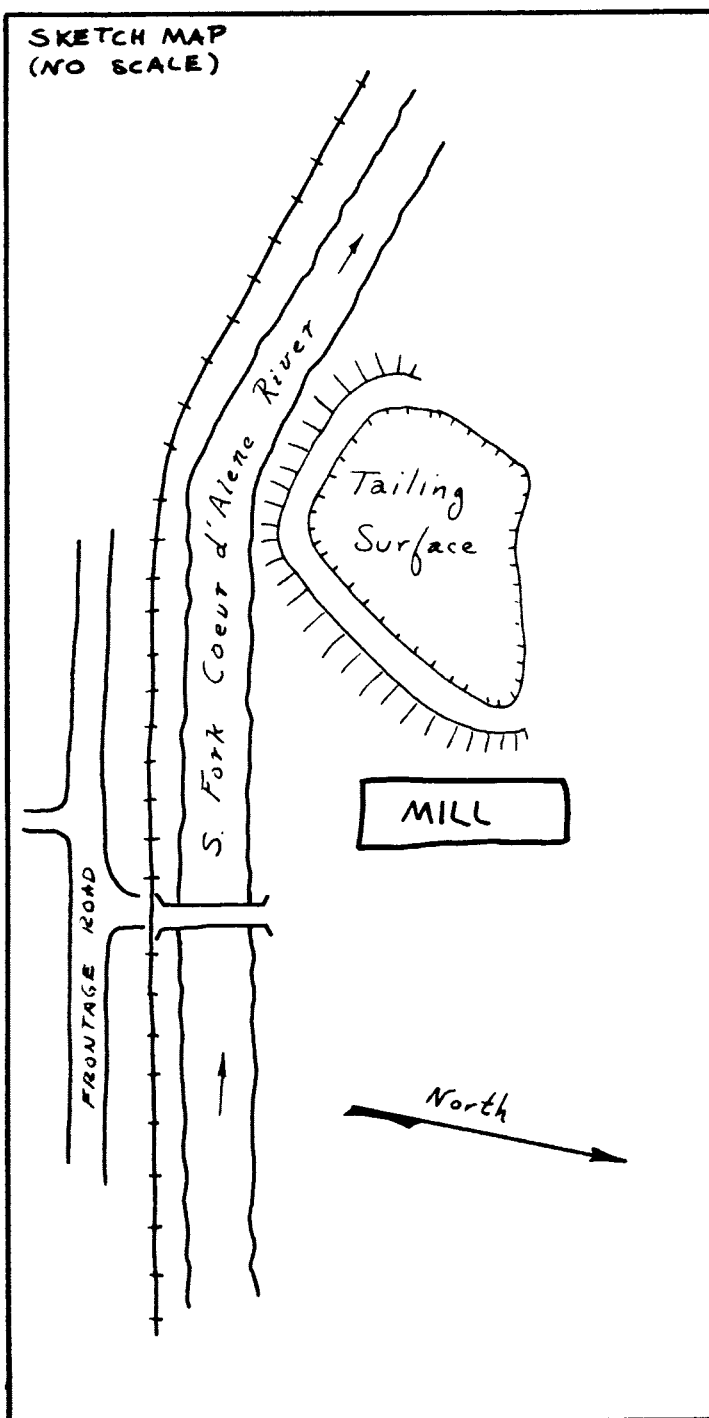 SKETCH MAP
(NO SCALE)
S. Fork Coeur d'Alene River
Tailing
Surface
MILL
FRONTAGE ROAD
North